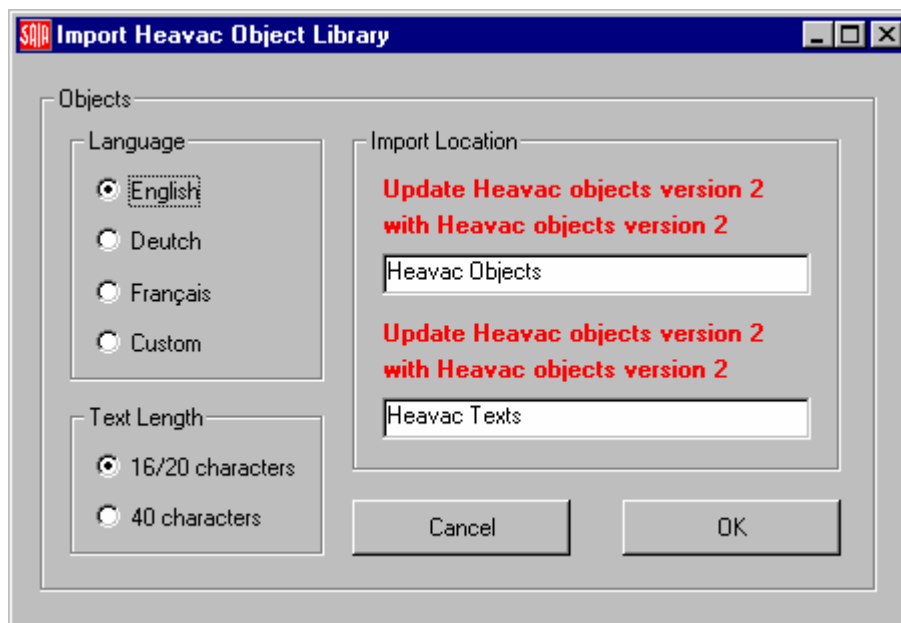 SAIA Import Heavac Object Library
Objects
Language
English
Deutch
Français
Custom
Text Length
16/20 characters
40 characters
Import Location
Update Heavac objects version 2
with Heavac objects version 2
Heavac Objects
Update Heavac objects version 2
with Heavac objects version 2
Heavac Texts
Cancel
OK